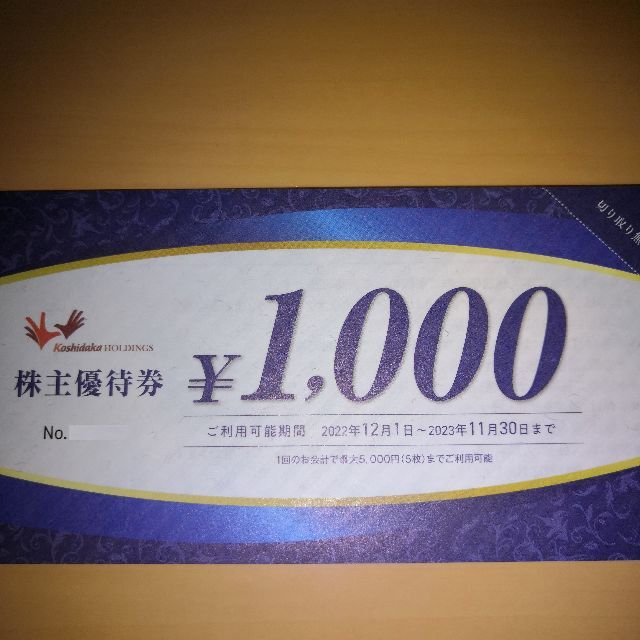 切り取り無
Koshidaka HOLDINGS
株主優待券
¥1,000
No.
ご利用可能期間 2022年12月1日～2023年11月30日まで
1回のお会計で最大5,000円(5枚)までご利用可能